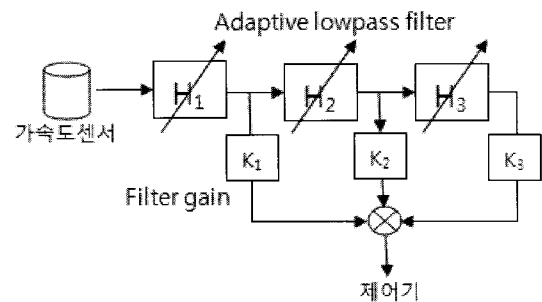 Adaptive lowpass filter
H₁
H₂
H₃
가속도센서
K₁
K₂
K₃
Filter gain
제어기